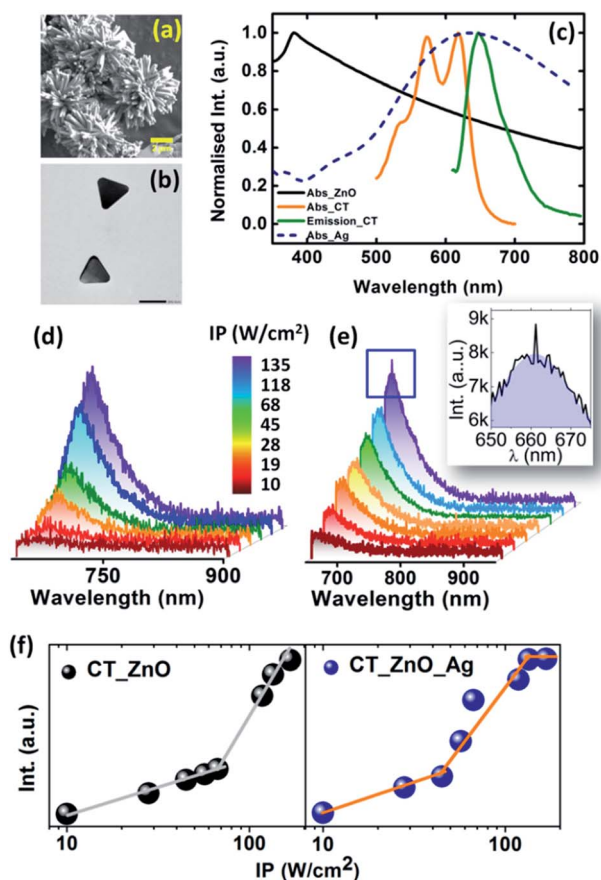 (a)
(b)
(c)
Normalised Int. (a.u.)
1.0
0.8
0.6
0.4
0.2
0.0
Abs_ZnO
Abs_CT
Emission_CT
Abs_Ag
400 500 600 700 800
Wavelength (nm)
(d)
IP (W/cm²)
135
118
68
45
28
19
10
750 900
Wavelength (nm)
(e)
700 800 900
Wavelength (nm)
Int. (a..u.)
9k
8k
7k
6k
650 660 670
λ (nm)
(f)
CT_ZnO
CT_ZnO_Ag
Int. (a.u.)
10 100 10 100
IP (W/cm²)